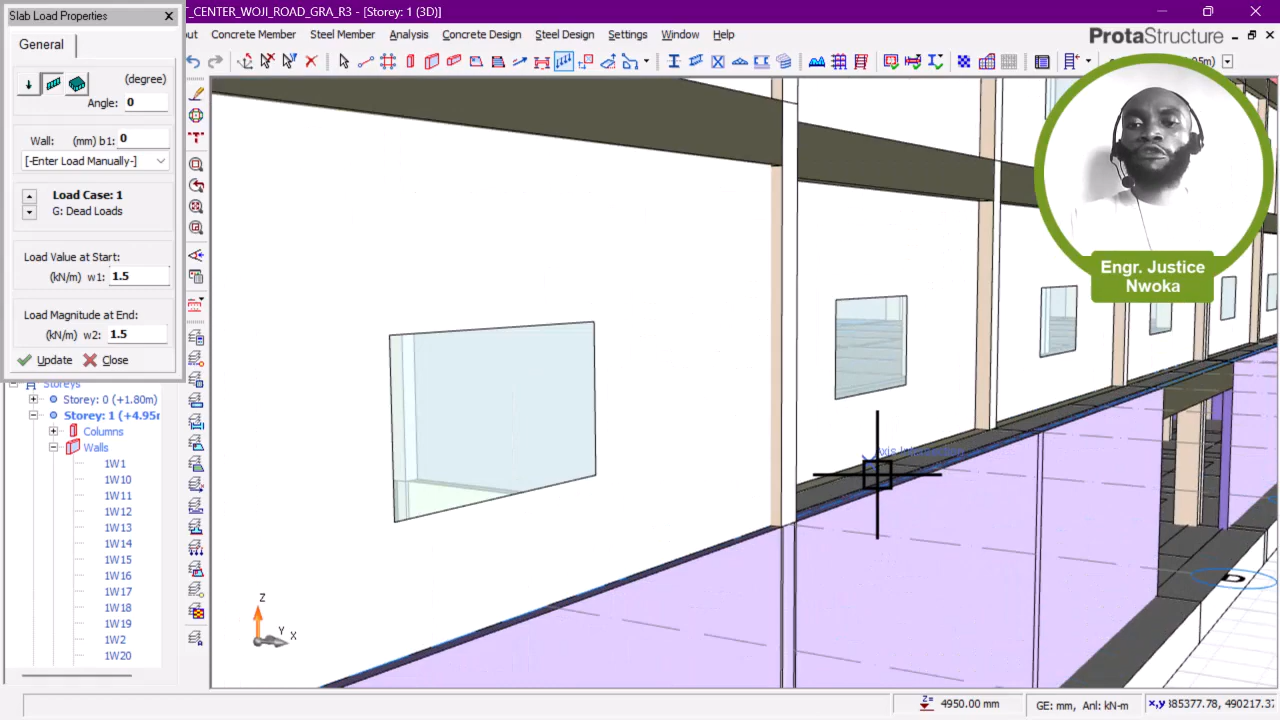 Slab Load Properties
T_CENTER_WOJI_ROAD_GRA_R3 - [Storey: 1 (3D)]
General
out Concrete Member Steel Member Analysis Concrete Design Steel Design Settings Window Help
ProtaStructure
(degree)
Angle: 0
Wall: (mm) b1: 0
[-Enter Load Manually-]
Load Case: 1
G: Dead Loads
Load Value at Start:
(kN/m) w1: 1.5
Load Magnitude at End:
(kN/m) w2: 1.5
Update Close
Storeys
Storey: 0 (+1.80m)
Storey: 1 (+4.95m
Columns
Walls
1W1
1W10
1W11
1W12
1W13
1W14
1W15
1W16
1W17
1W18
1W19
1W2
1W20
Engr. Justice
Nwoka
D
Z
Y
X
Z= 4950.00 mm
GE: mm, Anl: kN-m
x,y
385377.78, 490217.37